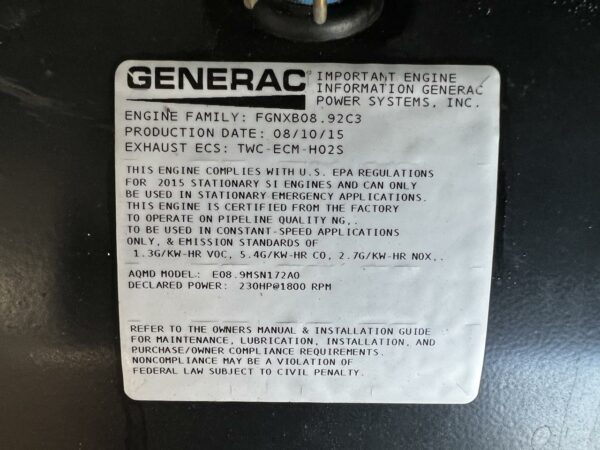 GENERAC
IMPORTANT ENGINE
INFORMATION GENERAC
POWER SYSTEMS, INC.
ENGINE FAMILY: FGNXB08.92C3
PRODUCTION DATE: 08/10/15
EXHAUST ECS: TWC-ECM-HO2S
THIS ENGINE COMPLIES WITH U.S. EPA REGULATIONS
FOR 2015 STATIONARY SI ENGINES AND CAN ONLY
BE USED IN STATIONARY EMERGENCY APPLICATIONS.
THIS ENGINE IS CERTIFIED FROM THE FACTORY
TO OPERATE ON PIPELINE QUALITY NG,.
TO BE USED IN CONSTANT-SPEED APPLICATIONS
ONLY, & EMISSION STANDARDS OF
1.3G/KW-HR VOC, 5.4G/KW-HR CO, 2.7G/KW-HR NOX,.
AQMD MODEL: E08.9MSN172A0
DECLARED POWER: 230HP@1800 RPM
REFER TO THE OWNERS MANUAL & INSTALLATION GUIDE
FOR MAINTENANCE, LUBRICATION, INSTALLATION, AND
PURCHASE/OWNER COMPLIANCE REQUIREMENTS.
NONCOMPLIANCE MAY BE A VIOLATION OF
FEDERAL LAW SUBJECT TO CIVIL PENALTY.